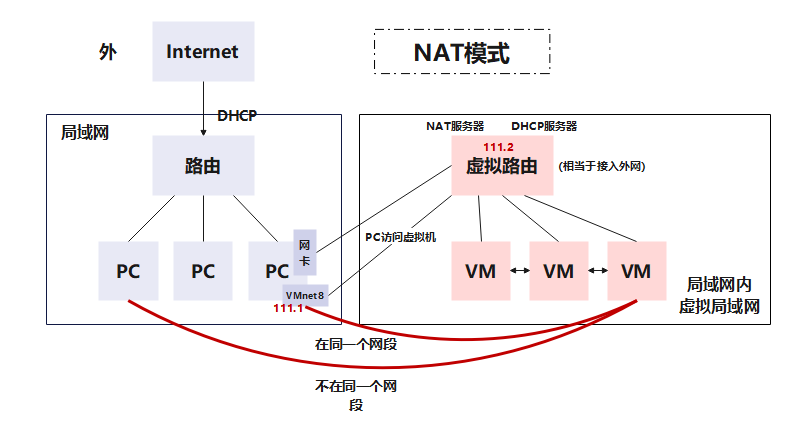 外
Internet
NAT模式
DHCP
局域网
NAT服务器
DHCP服务器
路由
111.2
虚拟路由
(相当于接入外网)
PC访问虚拟机
网
卡
PC
PC
PC
VMnet8
111.1
VM
VM
VM
局域网内
虚拟局域网
在同一个网段
不在同一个网
段